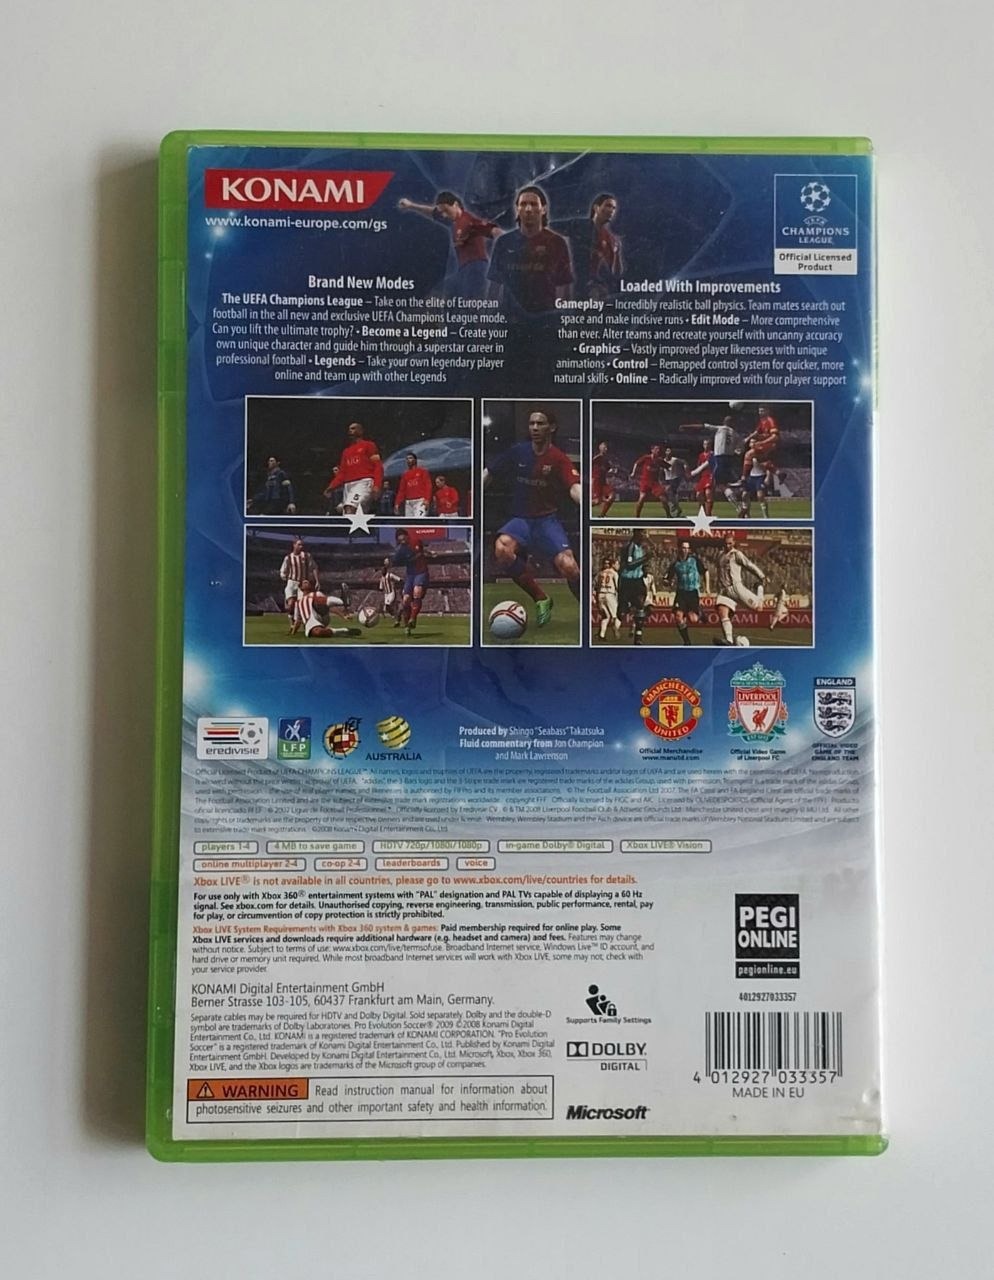 KONAMI
www.konami-europe.com/gs
UEFA
CHAMPIONS
LEAGUE
Official Licensed
Product
Brand New Modes
The UEFA Champions League – Take on the elite of European
football in the all new and exclusive UEFA Champions League mode.
Can you lift the ultimate trophy? • Become a Legend – Create your
own unique character and guide him through a superstar career in
professional football • Legends – Take your own legendary player
online and team up with other Legends
Loaded With Improvements
Gameplay – Incredibly realistic ball physics. Team mates search out
space and make incisive runs • Edit Mode – More comprehensive
than ever. Alter teams and recreate yourself with uncanny accuracy
• Graphics – Vastly improved player likenesses with unique
animations • Control – Remapped control system for quicker, more
natural skills • Online – Radically improved with four player support
eredivisie
LFP
AUSTRALIA
Produced by Shingo "Seabass" Takatsuka
Fluid commentary from Jon Champion
and Mark Lawrenson
MANCHESTER
UNITED
Official Merchandise
www.manutd.com
LIVERPOOL
FOOTBALL CLUB
Official Video Game
of Liverpool FC
ENGLAND
OFFICIAL VIDEO
GAME OF THE
ENGLAND TEAM
players 1-4
4 MB to save game
HDTV 720p/1080i/1080p
in-game Dolby® Digital
Xbox LIVE® Vision
online multiplayer 2-4
co-op 2-4
leaderboards
voice
Xbox LIVE® is not available in all countries, please go to www.xbox.com/live/countries for details.
For use only with Xbox 360® entertainment systems with "PAL" designation and PAL TVs capable of displaying a 60 Hz
signal. See xbox.com for details. Unauthorised copying, reverse engineering, transmission, public performance, rental, pay
for play, or circumvention of copy protection is strictly prohibited.
Xbox LIVE System Requirements with Xbox 360 system & games: Paid membership required for online play. Some
Xbox LIVE services and downloads require additional hardware (e.g. headset and camera) and fees. Features may change
without notice. Subject to terms of use: www.xbox.com/live/termsofuse. Broadband Internet service, Windows Live™ ID account, and
hard drive or memory unit required. While most broadband Internet services will work with Xbox LIVE, some may not; check with
your service provider.
PEGI
ONLINE
pegionline.eu
KONAMI Digital Entertainment GmbH
Berner Strasse 103-105, 60437 Frankfurt am Main, Germany.
Separate cables may be required for HDTV and Dolby Digital. Sold separately. Dolby and the double-D
symbol are trademarks of Dolby Laboratories. Pro Evolution Soccer® 2009 ©2008 Konami Digital
Entertainment Co., Ltd. KONAMI is a registered trademark of KONAMI CORPORATION. "Pro Evolution
Soccer" is a registered trademark of Konami Digital Entertainment Co., Ltd. Published by Konami Digital
Entertainment GmbH. Developed by Konami Digital Entertainment Co., Ltd. Microsoft, Xbox, Xbox 360,
Xbox LIVE, and the Xbox logos are trademarks of the Microsoft group of companies.
Supports Family Settings
DOLBY
DIGITAL
4012927033357
4 012927 033357
MADE IN EU
WARNING Read instruction manual for information about
photosensitive seizures and other important safety and health information.
Microsoft